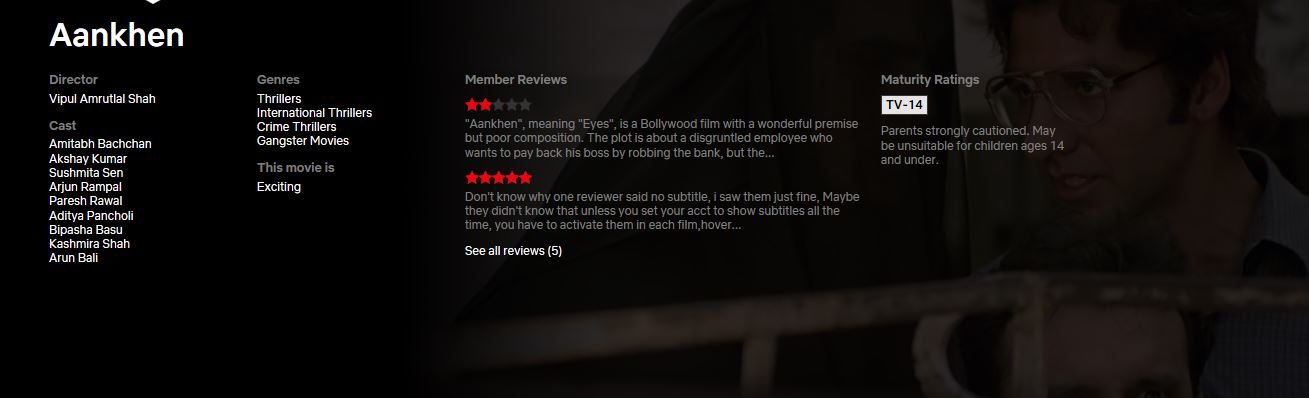 Aankhen
Director
Vipul Amrutlal Shah
Cast
Amitabh Bachchan
Akshay Kumar
Sushmita Sen
Arjun Rampal
Paresh Rawal
Aditya Pancholi
Bipasha Basu
Kashmira Shah
Arun Bali
Genres
Thrillers
International Thrillers
Crime Thrillers
Gangster Movies
This movie is
Exciting
Member Reviews
"Aankhen", meaning "Eyes", is a Bollywood film with a wonderful premise
but poor composition. The plot is about a disgruntled employee who
wants to pay back his boss by robbing the bank, but the...
Don't know why one reviewer said no subtitle, i saw them just fine, Maybe
they didn't know that unless you set your acct to show subtitles all the
time, you have to activate them in each film,hover...
See all reviews (5)
Maturity Ratings
TV-14
Parents strongly cautioned. May
be unsuitable for children ages 14
and under.